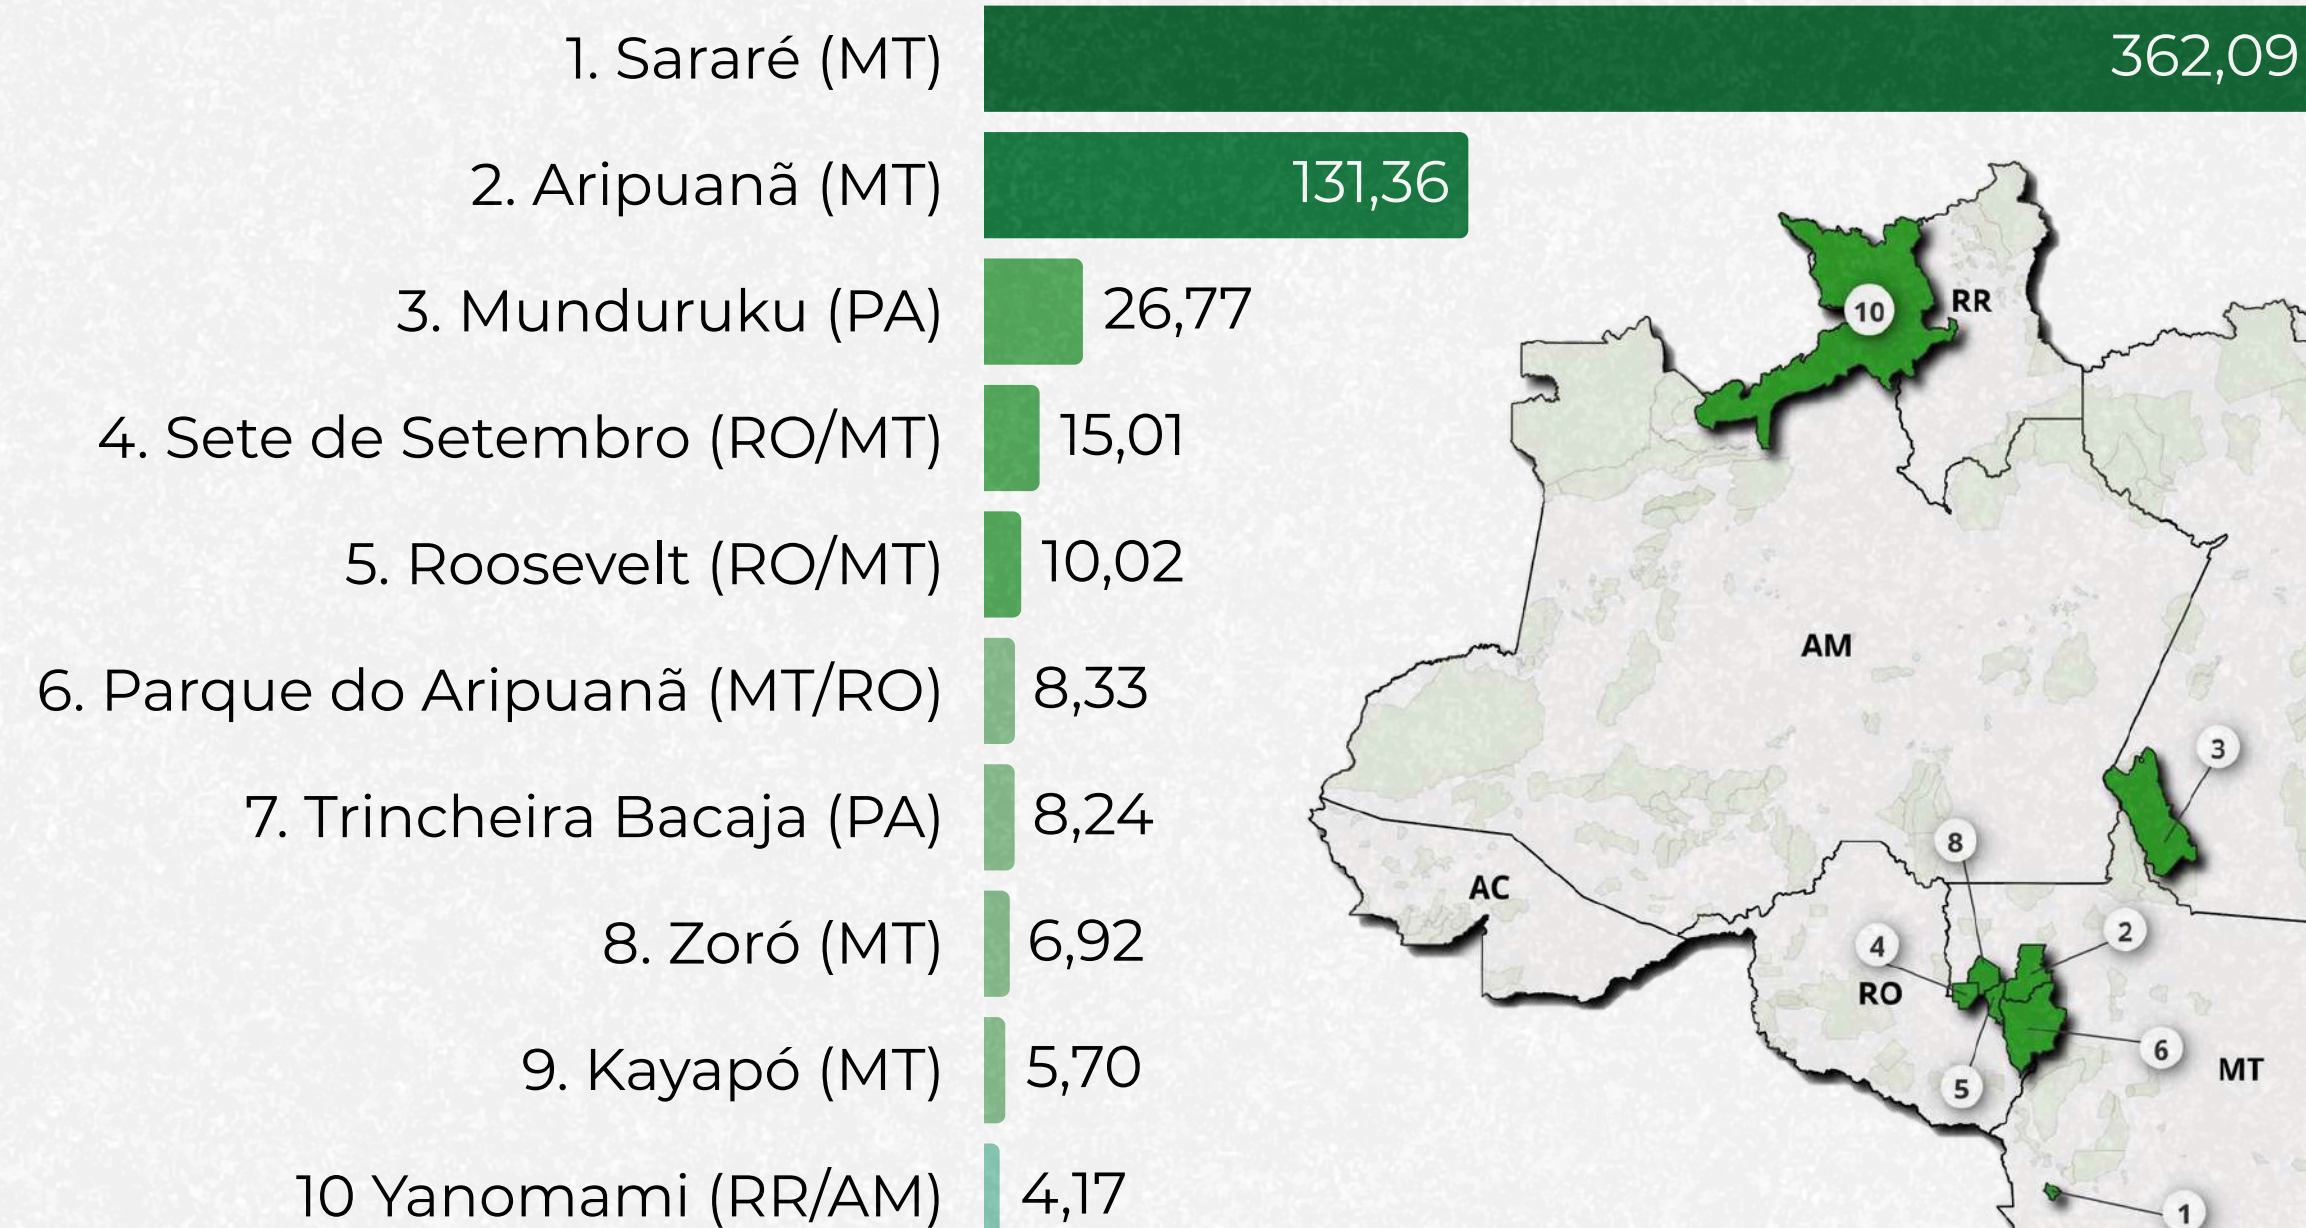 1. Sararé (MT) 362,09
2. Aripuanã (MT) 131,36
3. Munduruku (PA) 26,77
4. Sete de Setembro (RO/MT) 15,01
5. Roosevelt (RO/MT) 10,02
6. Parque do Aripuanã (MT/RO) 8,33
7. Trincheira Bacaja (PA) 8,24
8. Zoró (MT) 6,92
9. Kayapó (MT) 5,70
10 Yanomami (RR/AM) 4,17
10
RR
AM
3
8
AC
2
4
RO
6
MT
5
1